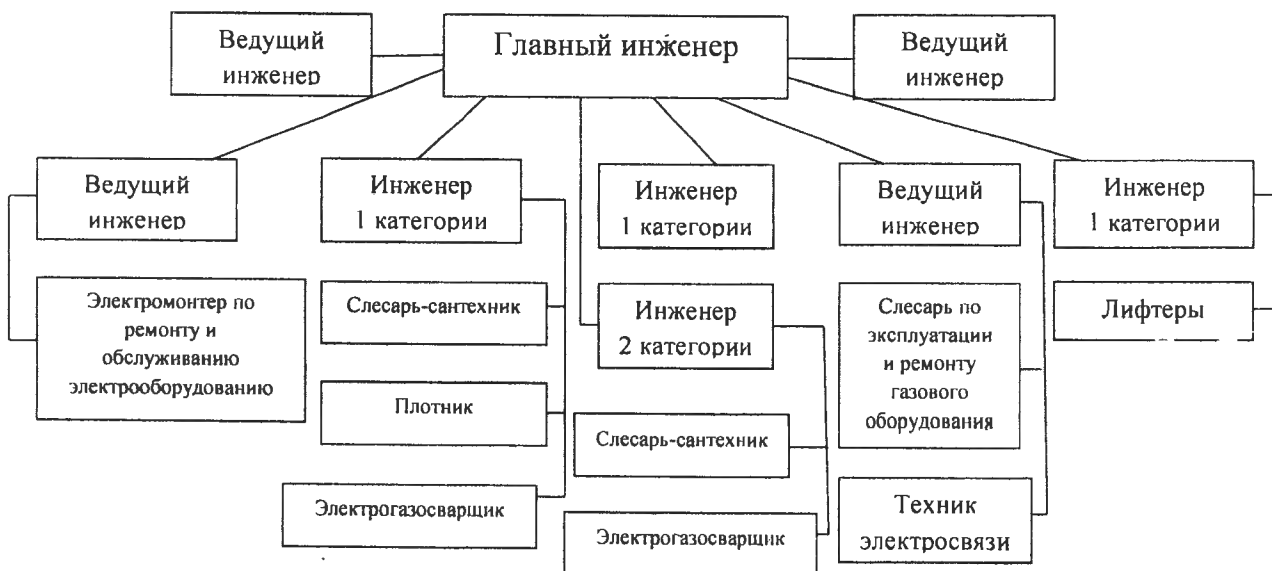 Ведущий
инженер
Главный инженер
Ведущий
инженер
Ведущий
инженер
Инженер
1 категории
Инженер
1 категории
Ведущий
инженер
Инженер
1 категории
Электромонтер по
ремонту и
обслуживанию
электрооборудованию
Слесарь-сантехник
Инженер
2 категории
Слесарь по
эксплуатации
и ремонту
газового
оборудования
Лифтеры
Плотник
Слесарь-сантехник
Электрогазосварщик
Электрогазосварщик
Техник
электросвязи